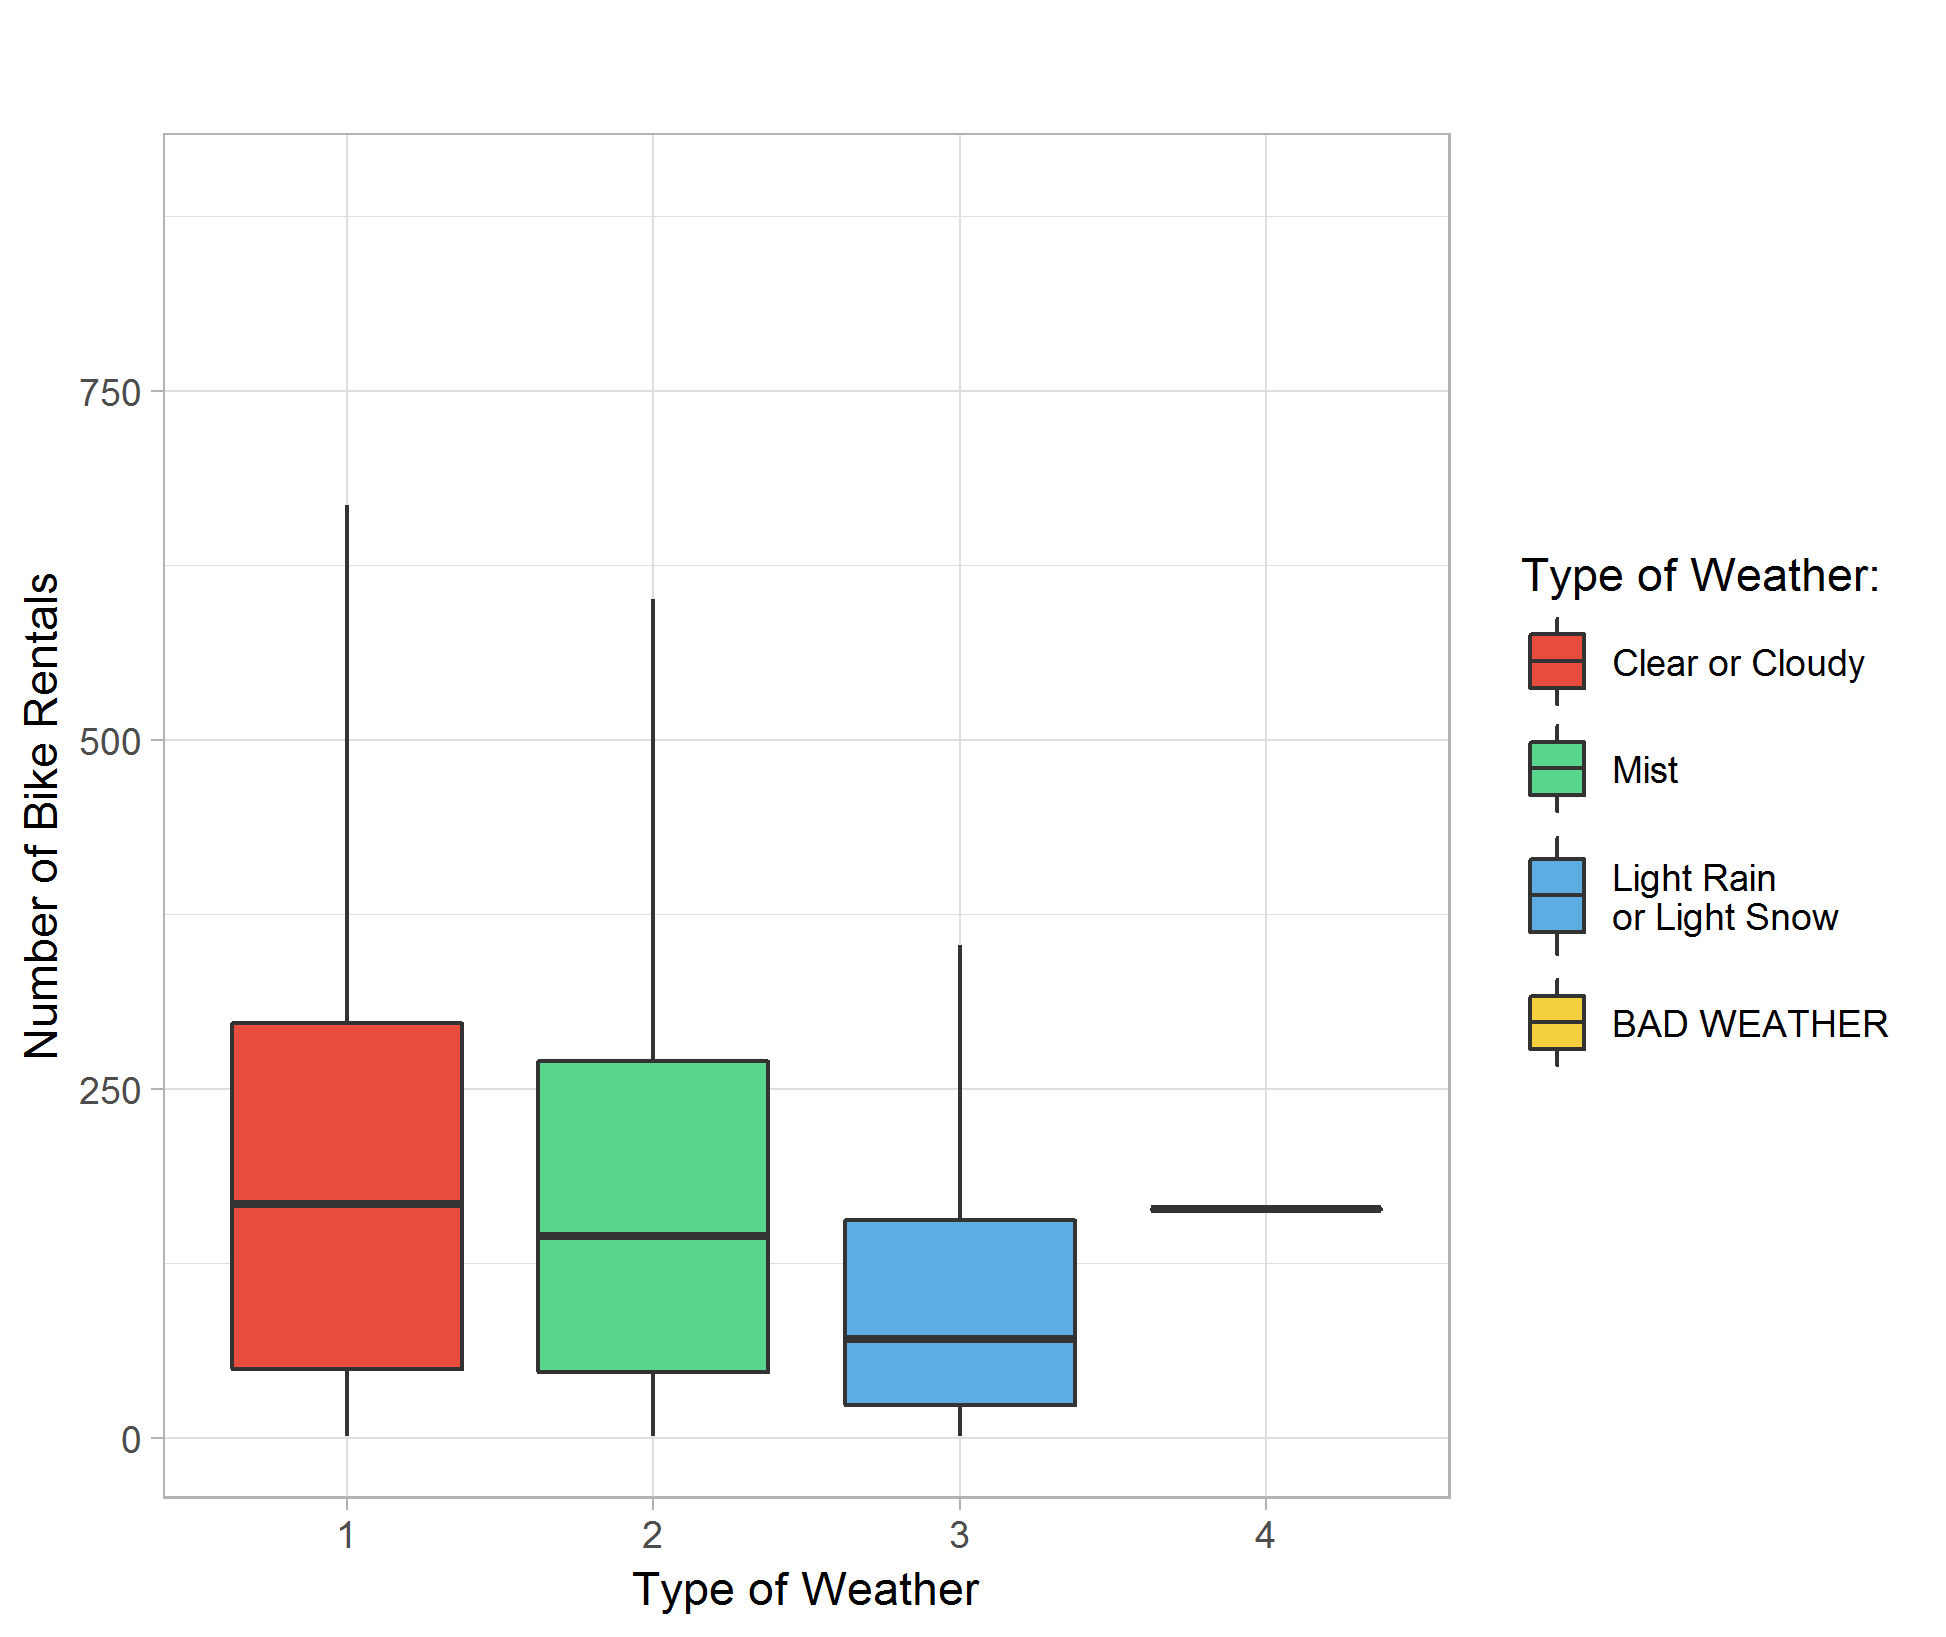 Number of Bike Rentals
750
500
250
0
1
2
3
4
Type of Weather
Type of Weather:
Clear or Cloudy
Mist
Light Rain
or Light Snow
BAD WEATHER